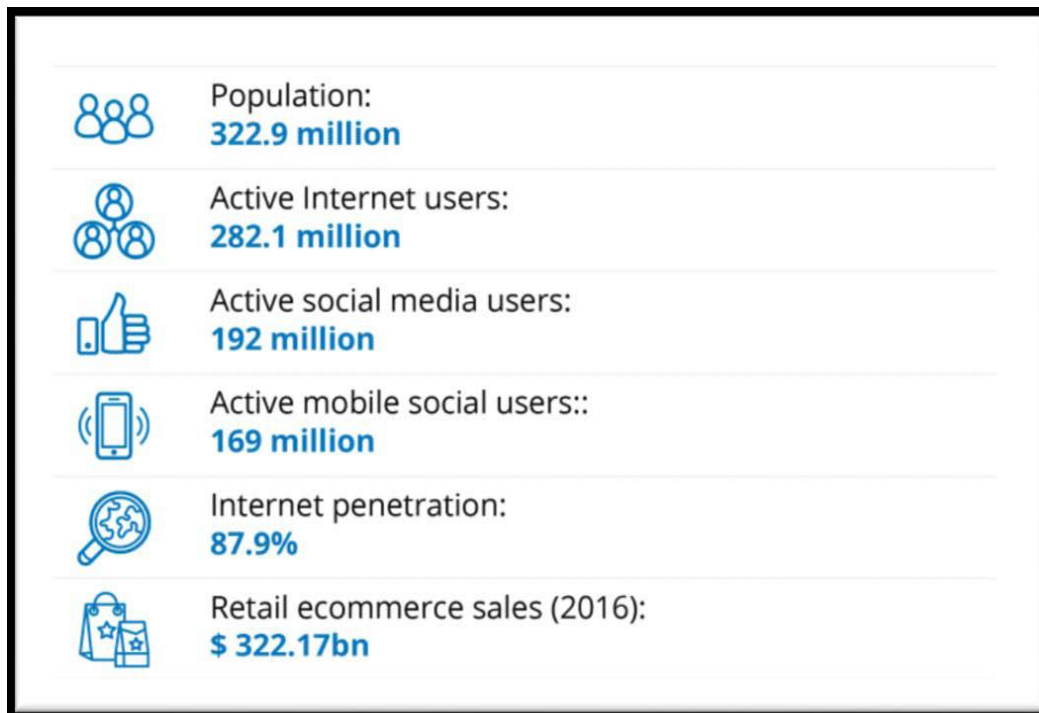 Population:
322.9 million
Active Internet users:
282.1 million
Active social media users:
192 million
Active mobile social users::
169 million
Internet penetration:
87.9%
Retail ecommerce sales (2016):
$ 322.17bn